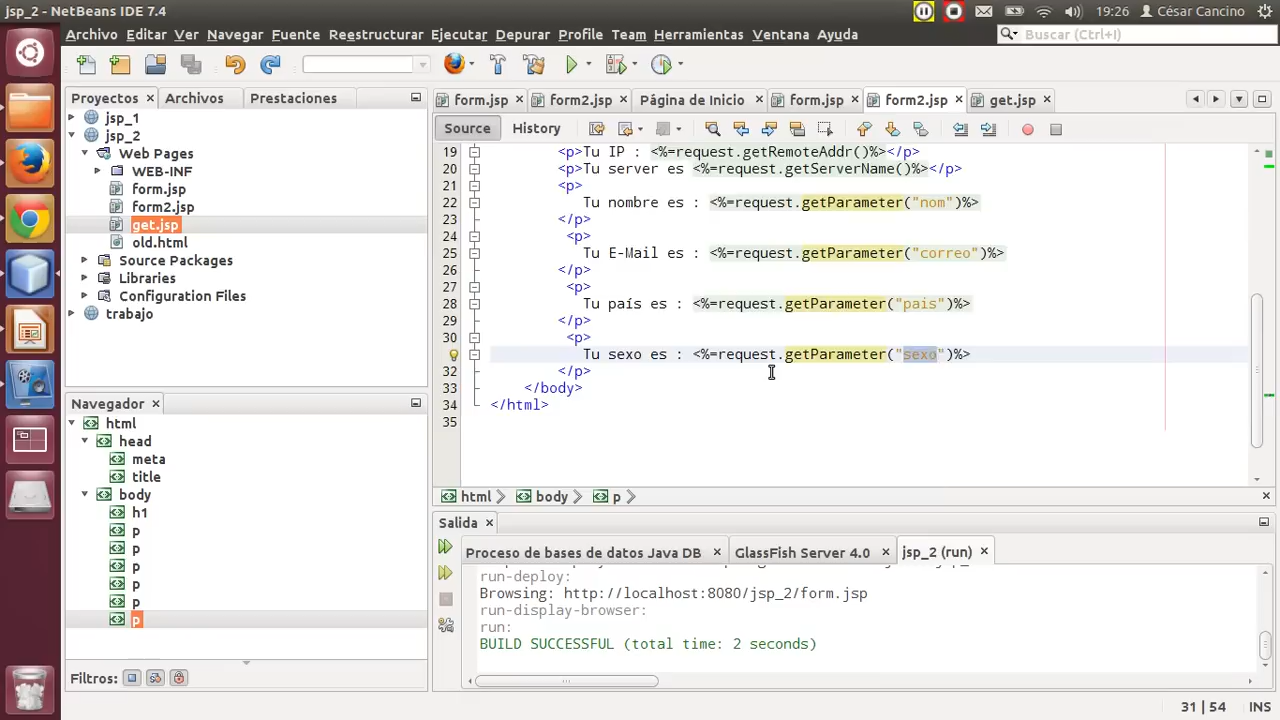 jsp_2 - NetBeans IDE 7.4
19:26
César Cancino
Archivo Editar Ver Navegar Fuente Reestructurar Ejecutar Depurar Profile Team Herramientas Ventana Ayuda
Buscar (Ctrl+I)
Proyectos
Archivos
Prestaciones
jsp_1
jsp_2
Web Pages
WEB-INF
form.jsp
form2.jsp
get.jsp
old.html
Source Packages
Libraries
Configuration Files
trabajo
Navegador
html
head
meta
title
body
h1
p
p
p
p
p
p
Filtros:
form.jsp
form2.jsp
Página de Inicio
form.jsp
form2.jsp
get.jsp
Source
History
19 <p>Tu IP : <%=request.getRemoteAddr()%></p>
20 <p>Tu server es <%=request.getServerName()%></p>
21 <p>
22 Tu nombre es : <%=request.getParameter("nom")%>
23 </p>
24 <p>
25 Tu E-Mail es : <%=request.getParameter("correo")%>
26 </p>
27 <p>
28 Tu país es : <%=request.getParameter("pais")%>
29 </p>
30 <p>
Tu sexo es : <%=request.getParameter("sexo")%>
32 </p>
33 </body>
34 </html>
35
html body p
Salida
Proceso de bases de datos Java DB
GlassFish Server 4.0
jsp_2 (run)
run-deploy:
Browsing: http://localhost:8080/jsp_2/form.jsp
run-display-browser:
run:
BUILD SUCCESSFUL (total time: 2 seconds)
31 | 54
INS